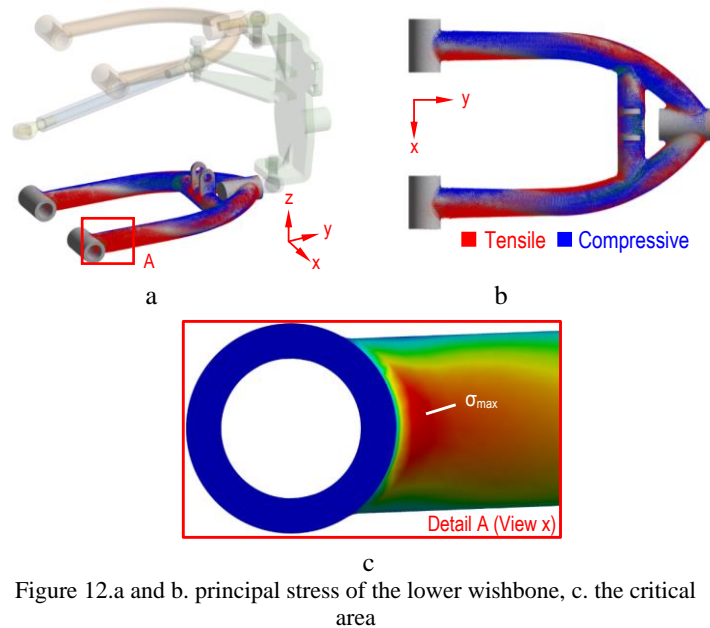 A
z
y
x
a
y
x
Tensile Compressive
b
σmax
Detail A (View x)
c
Figure 12.a and b. principal stress of the lower wishbone, c. the critical
area